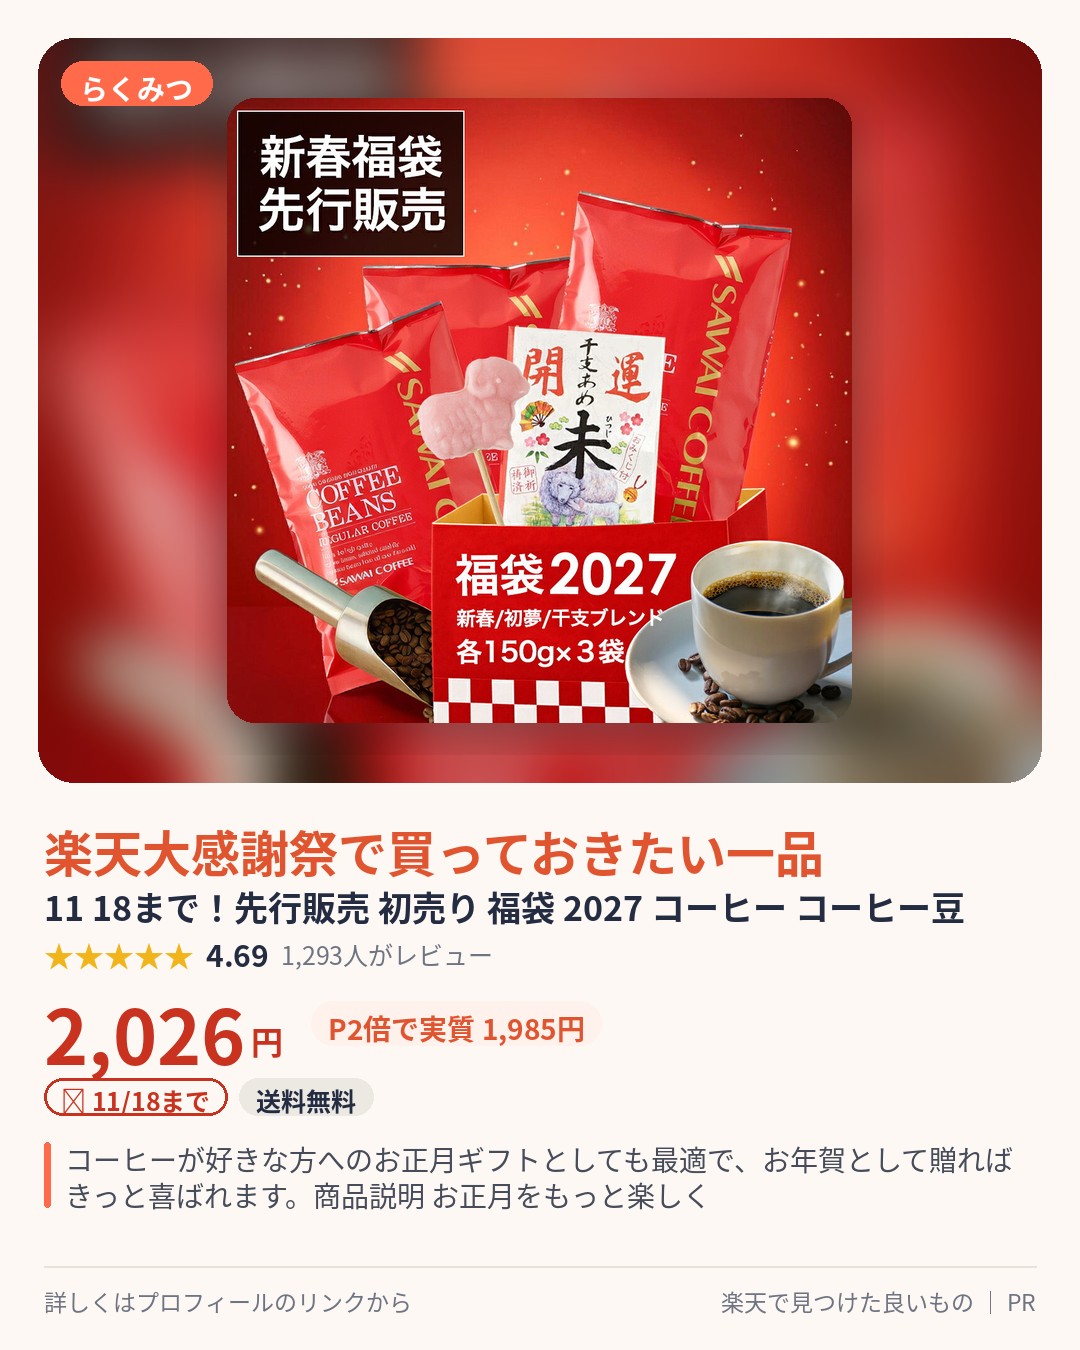 らくみつ
新春福袋
先行販売
SAWAI COFFEE
COFFEE
BEANS
REGULAR COFFEE
SAWAI COFFEE
開運
干支あめ
未
ひつじ
おみくじ付
福袋2027
新春/初夢/干支ブレンド
各150g×3袋
楽天大感謝祭で買っておきたい一品
11 18まで！先行販売 初売り 福袋 2027 コーヒー コーヒー豆
★★★★★ 4.69 1,293人がレビュー
2,026円 P2倍で実質 1,985円
11/18まで 送料無料
コーヒーが好きな方へのお正月ギフトとしても最適で、お年賀として贈れば
きっと喜ばれます。商品説明 お正月をもっと楽しく
詳しくはプロフィールのリンクから
楽天で見つけた良いもの｜PR